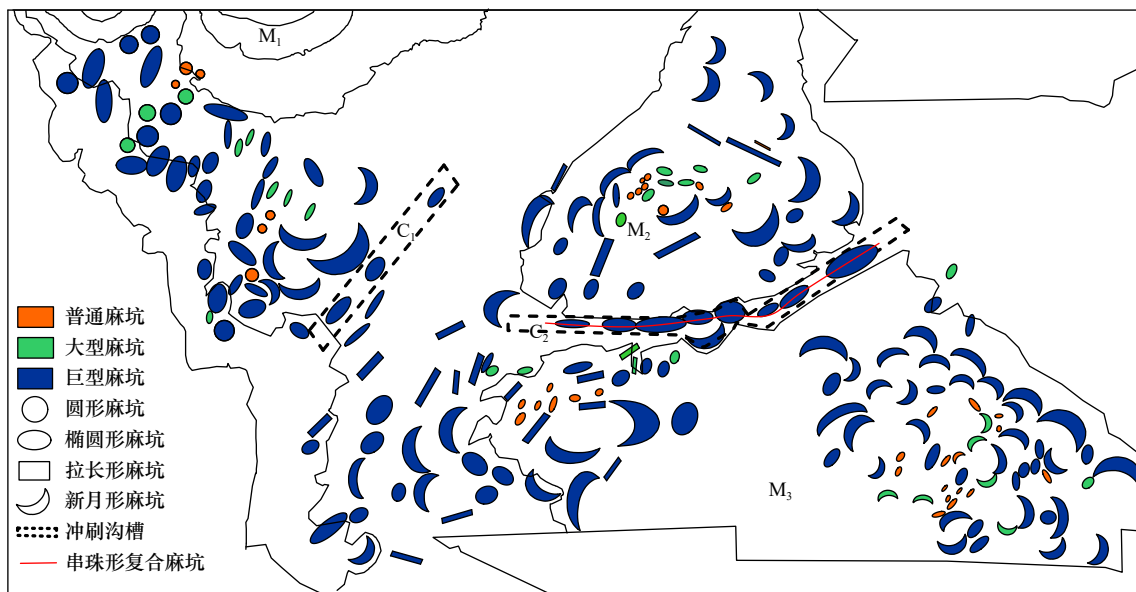 M₁
C₁
M₂
C₂
M₃
普通麻坑
大型麻坑
巨型麻坑
圆形麻坑
椭圆形麻坑
拉长形麻坑
新月形麻坑
冲刷沟槽
串珠形复合麻坑